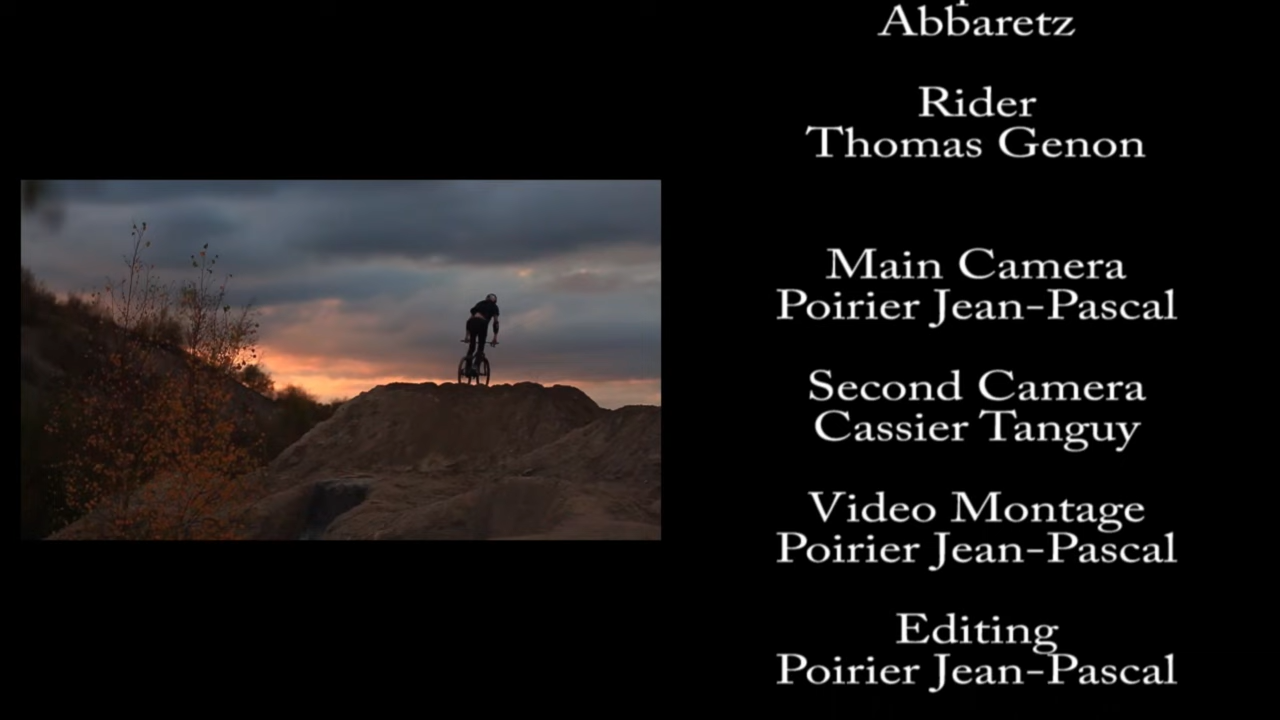 Abbaretz
Rider
Thomas Genon
Main Camera
Poirier Jean-Pascal
Second Camera
Cassier Tanguy
Video Montage
Poirier Jean-Pascal
Editing
Poirier Jean-Pascal